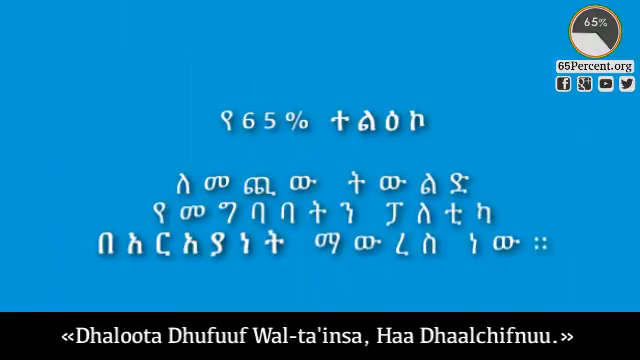 65%
65Percent.org
የ65% ተልዕኮ
ለመጪው ትውልድ
የመግባባትን ፓለቲካ
በአርአያነት ማውረስ ነው።
«Dhaloota Dhufuuf Wal-ta'insa, Haa Dhaalchifnuu.»